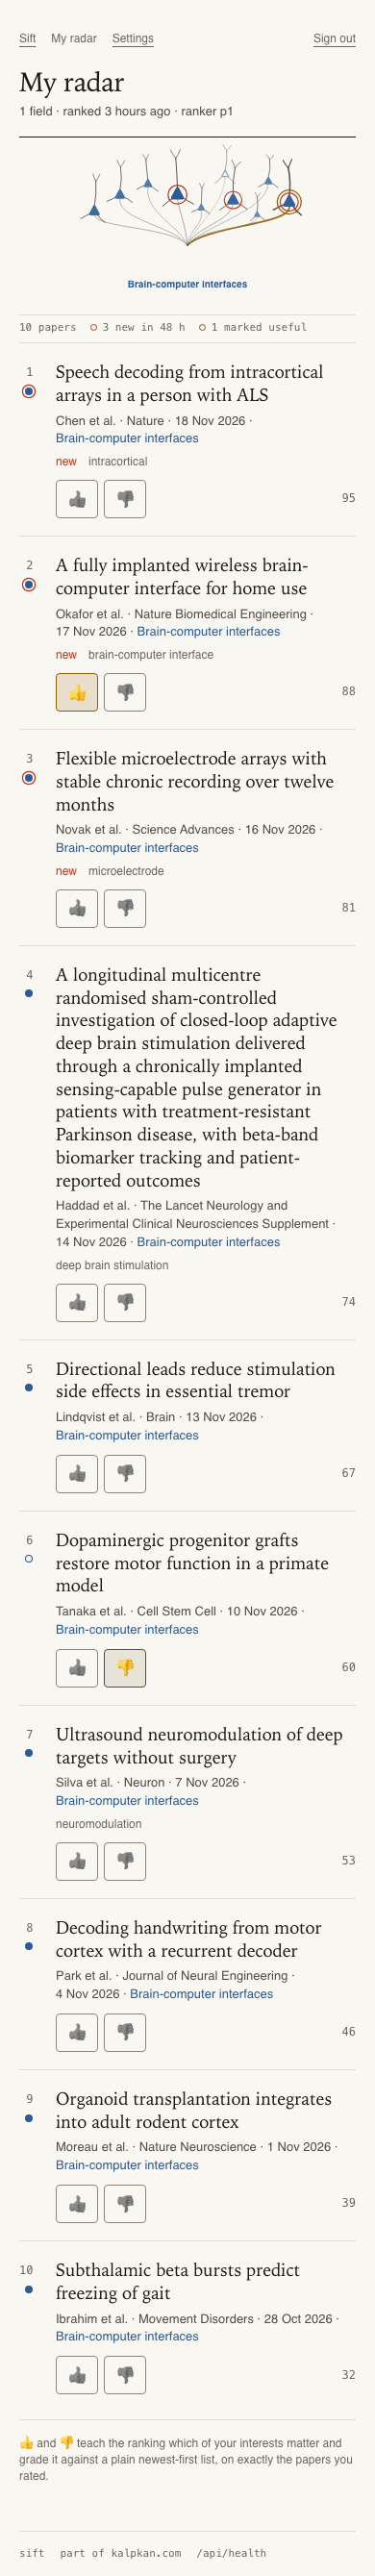 Sift My radar Settings Sign out
My radar
1 field · ranked 3 hours ago · ranker p1
Brain-computer interfaces
10 papers 3 new in 48 h 1 marked useful
1
Speech decoding from intracortical
arrays in a person with ALS
Chen et al. · Nature · 18 Nov 2026 ·
Brain-computer interfaces
new intracortical
95
2
A fully implanted wireless brain-
computer interface for home use
Okafor et al. · Nature Biomedical Engineering ·
17 Nov 2026 · Brain-computer interfaces
new brain-computer interface
88
3
Flexible microelectrode arrays with
stable chronic recording over twelve
months
Novak et al. · Science Advances · 16 Nov 2026 ·
Brain-computer interfaces
new microelectrode
81
4
A longitudinal multicentre
randomised sham-controlled
investigation of closed-loop adaptive
deep brain stimulation delivered
through a chronically implanted
sensing-capable pulse generator in
patients with treatment-resistant
Parkinson disease, with beta-band
biomarker tracking and patient-
reported outcomes
Haddad et al. · The Lancet Neurology and
Experimental Clinical Neurosciences Supplement ·
14 Nov 2026 · Brain-computer interfaces
deep brain stimulation
74
5
Directional leads reduce stimulation
side effects in essential tremor
Lindqvist et al. · Brain · 13 Nov 2026 ·
Brain-computer interfaces
67
6
Dopaminergic progenitor grafts
restore motor function in a primate
model
Tanaka et al. · Cell Stem Cell · 10 Nov 2026 ·
Brain-computer interfaces
60
7
Ultrasound neuromodulation of deep
targets without surgery
Silva et al. · Neuron · 7 Nov 2026 ·
Brain-computer interfaces
neuromodulation
53
8
Decoding handwriting from motor
cortex with a recurrent decoder
Park et al. · Journal of Neural Engineering ·
4 Nov 2026 · Brain-computer interfaces
46
9
Organoid transplantation integrates
into adult rodent cortex
Moreau et al. · Nature Neuroscience · 1 Nov 2026 ·
Brain-computer interfaces
39
10
Subthalamic beta bursts predict
freezing of gait
Ibrahim et al. · Movement Disorders · 28 Oct 2026 ·
Brain-computer interfaces
32
👍 and 👎 teach the ranking which of your interests matter and
grade it against a plain newest-first list, on exactly the papers you
rated.
sift part of kalpkan.com /api/health